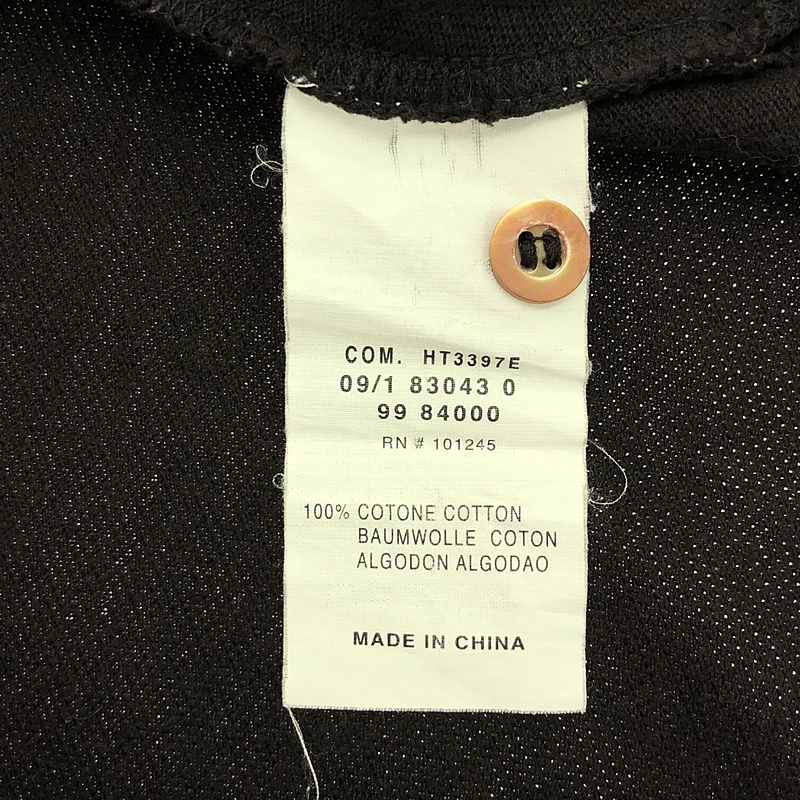 COM. HT3397E
09/1 83043 0
99 84000
RN # 101245
100% COTONE COTTON
BAUMWOLLE COTON
ALGODON ALGODAO
MADE IN CHINA